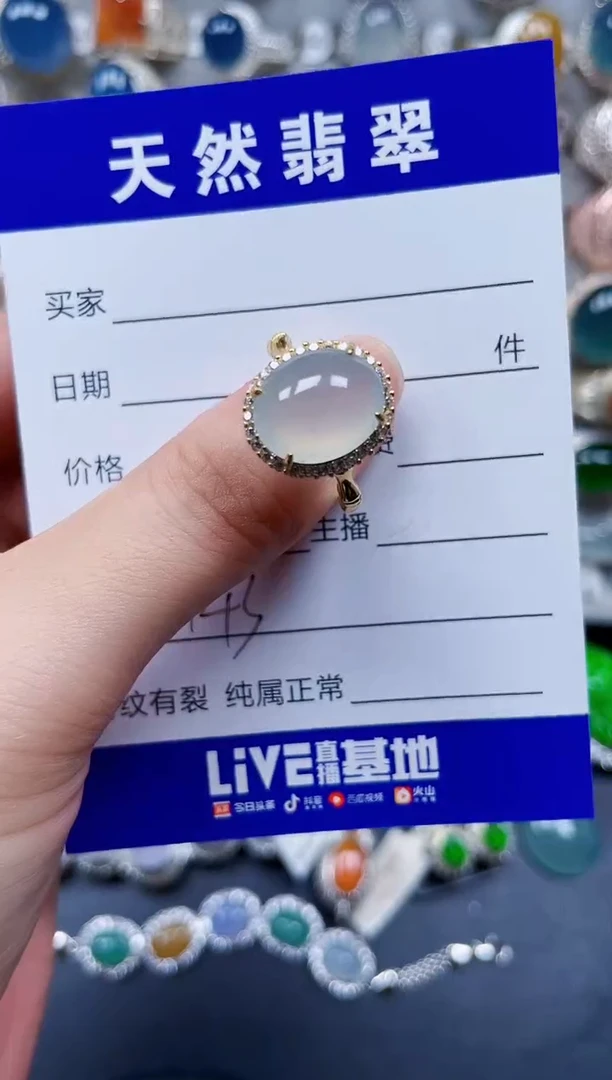 天然翡翠
买家
件
日期
价格
主播
纹有裂 纯属正常
LiVE直播基地
今日头条 抖音 西瓜视频 火山